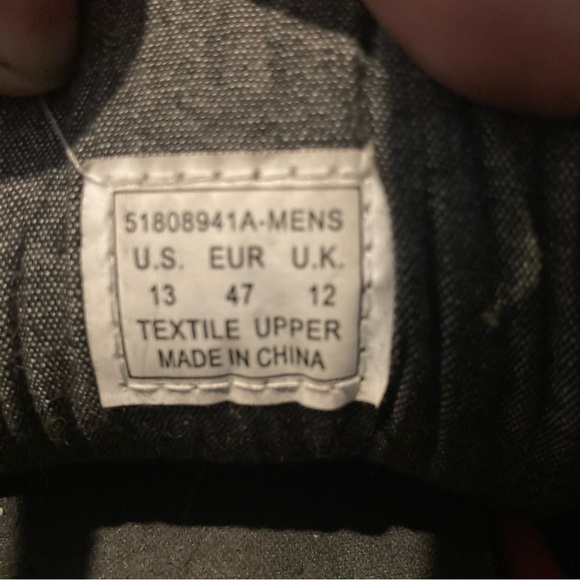 51808941A-MENS
U.S. EUR U.K.
13 47 12
TEXTILE UPPER
MADE IN CHINA